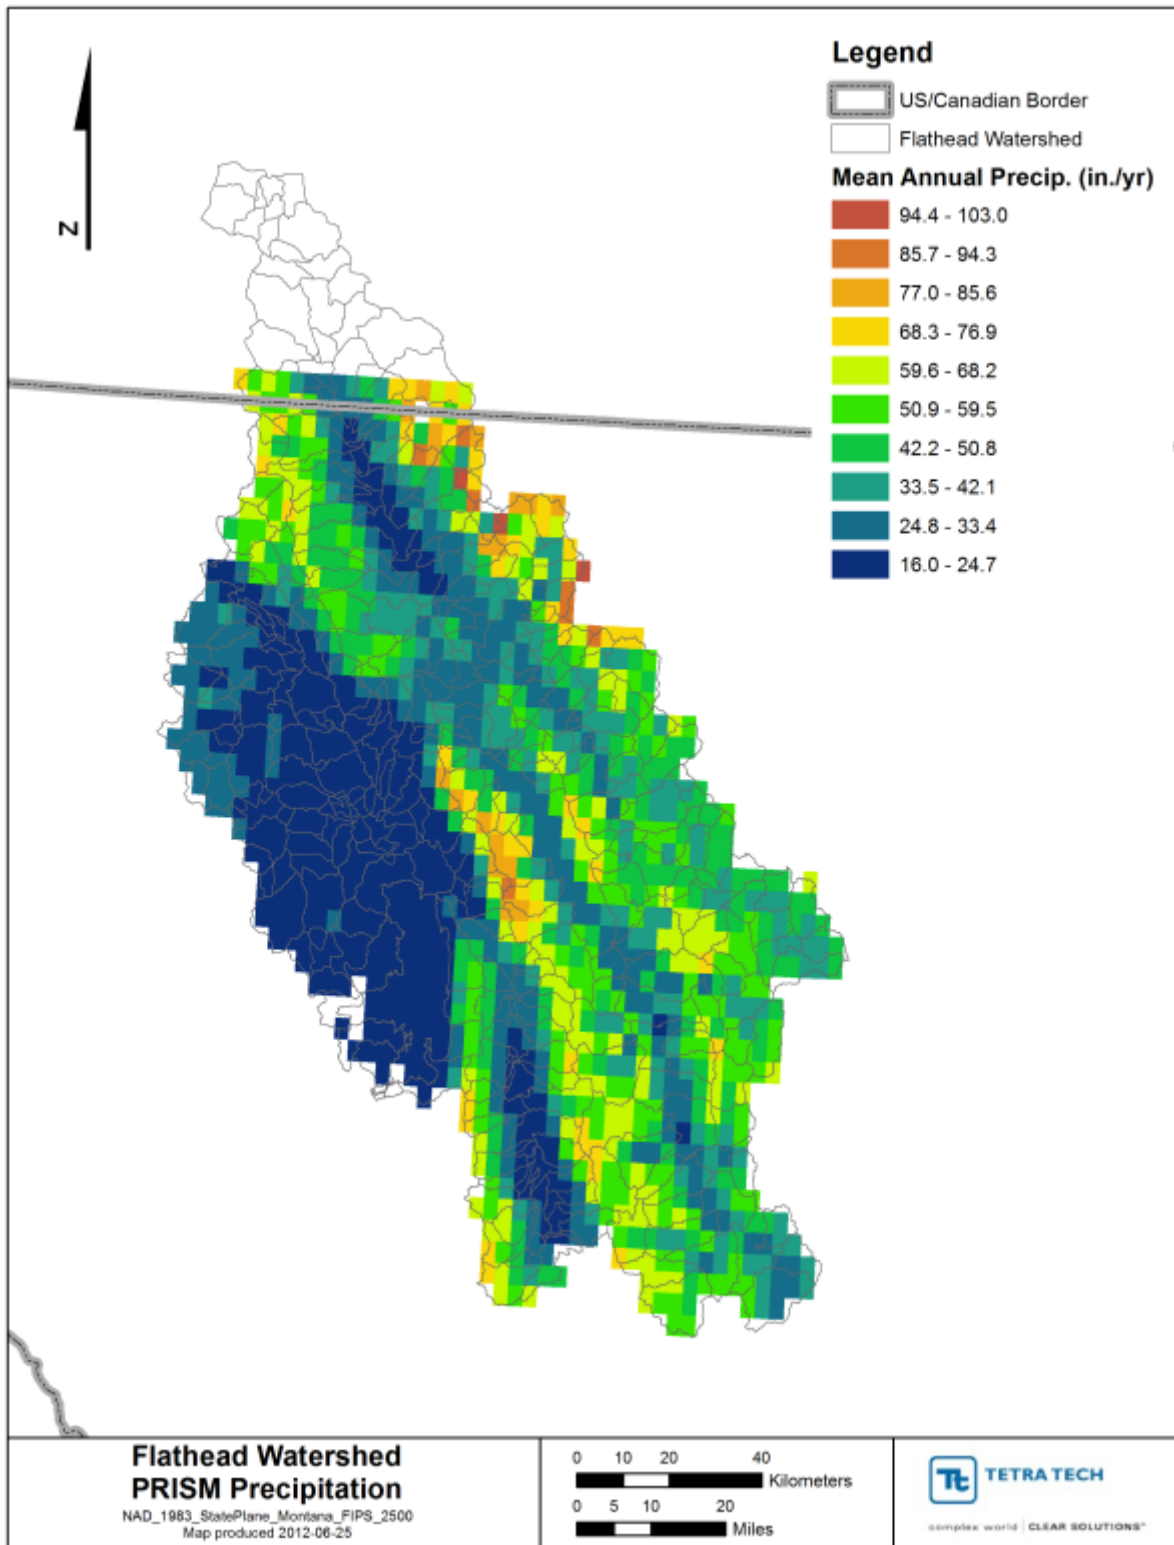 N
Legend
US/Canadian Border
Flathead Watershed
Mean Annual Precip. (in./yr)
94.4 - 103.0
85.7 - 94.3
77.0 - 85.6
68.3 - 76.9
59.6 - 68.2
50.9 - 59.5
42.2 - 50.8
33.5 - 42.1
24.8 - 33.4
16.0 - 24.7
Flathead Watershed
PRISM Precipitation
NAD_1983_StatePlane_Montana_FIPS_2500
Map produced 2012-06-25
0 10 20 40
Kilometers
0 5 10 20
Miles
Tt TETRA TECH
complex world | CLEAR SOLUTIONS™